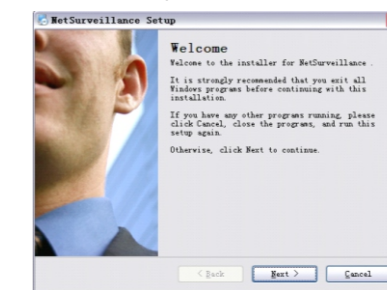 NetSurveillance Setup
Welcome
Welcome to the installer for NetSurveillance .
It is strongly recommended that you exit all
Windows programs before continuing with this
installation.
If you have any other programs running, please
click Cancel, close the programs, and run this
setup again.
Otherwise, click Next to continue.
< Back
Next >
Cancel